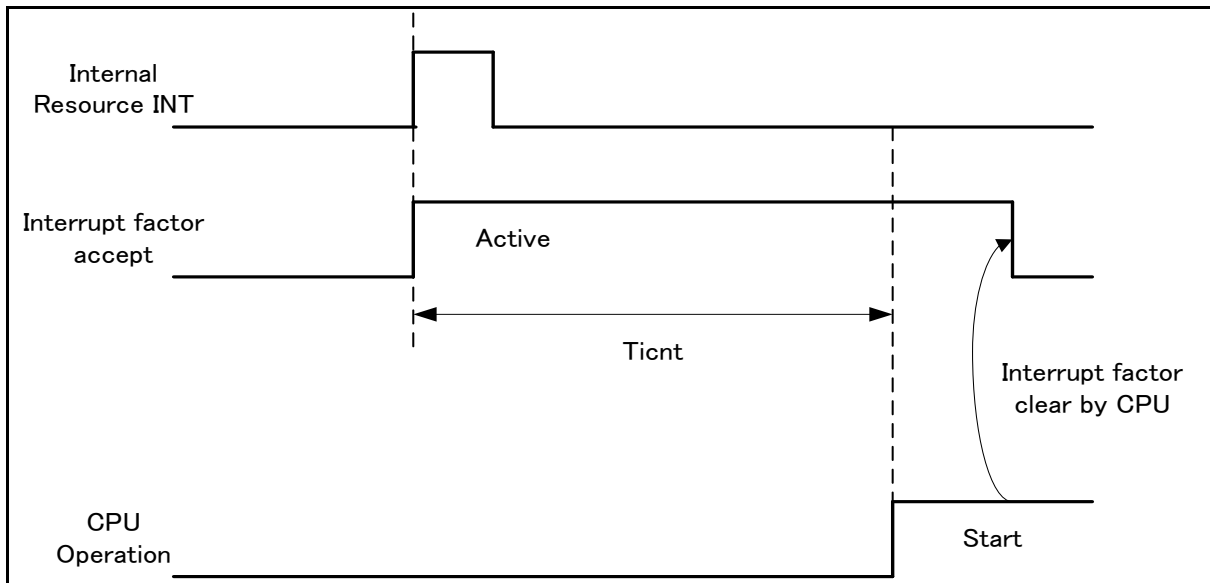 Internal
Resource INT
Interrupt factor
accept
Active
Ticnt
Interrupt factor
clear by CPU
CPU
Operation
Start